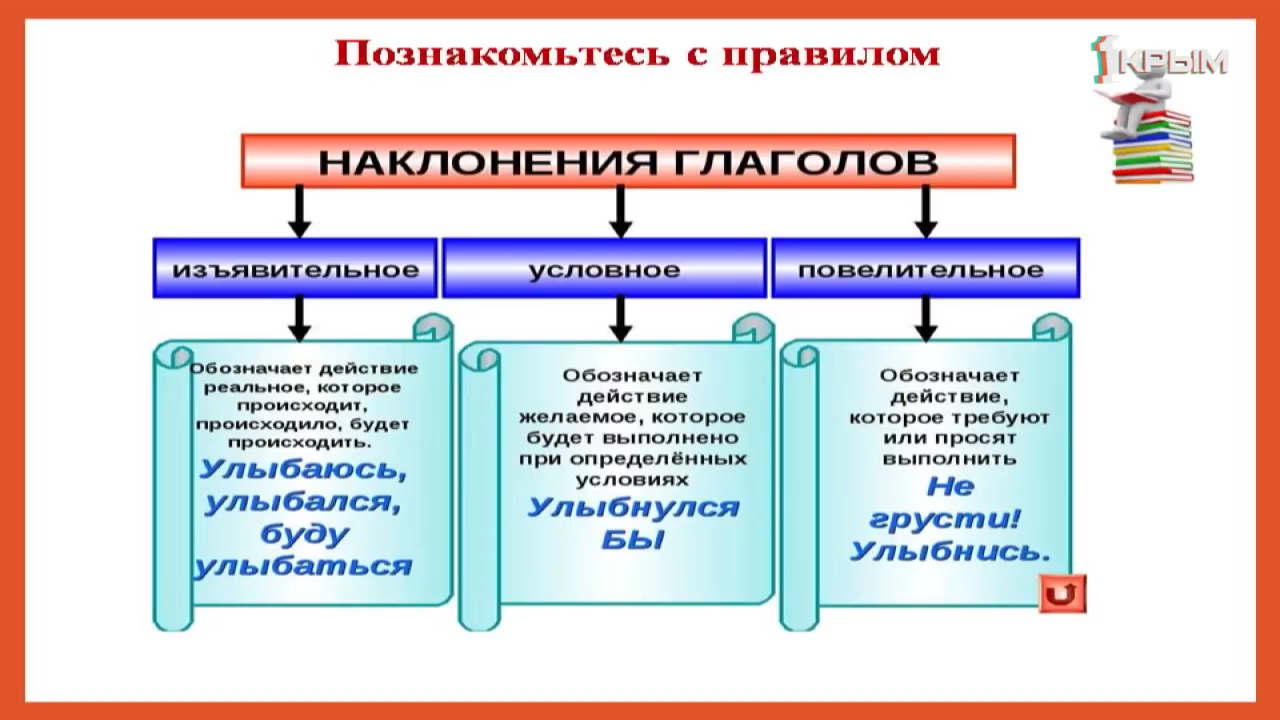 Познакомьтесь с правилом
1КРЫМ
НАКЛОНЕНИЯ ГЛАГОЛОВ
изъявительное
условное
повелительное
Обозначает действие
реальное, которое
происходит,
происходило, будет
происходить.
Улыбаюсь,
улыбался,
буду
улыбаться
Обозначает
действие
желаемое, которое
будет выполнено
при определённых
условиях
Улыбнулся
БЫ
Обозначает
действие,
которое требуют
или просят
выполнить
Не
грусти!
Улыбнись.